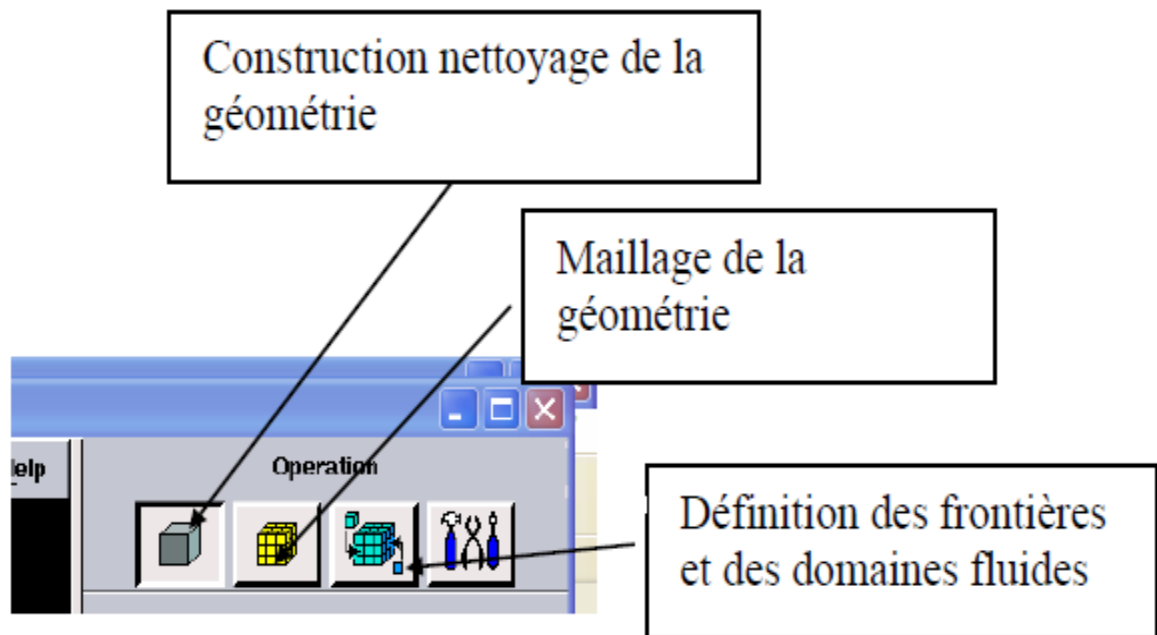 Construction nettoyage de la
géométrie
Maillage de la
géométrie
elp
Operation
Définition des frontières
et des domaines fluides